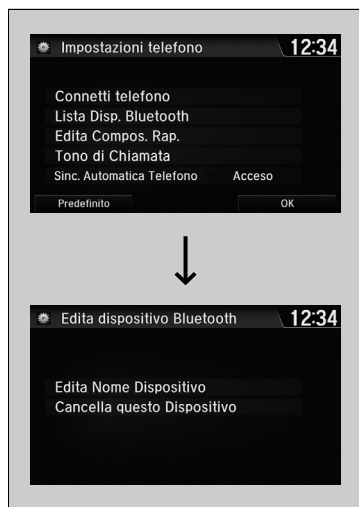 Impostazioni telefono 12:34
Connetti telefono
Lista Disp. Bluetooth
Edita Compos. Rap.
Tono di Chiamata
Sinc. Automatica Telefono Acceso
Predefinito OK
Edita dispositivo Bluetooth 12:34
Edita Nome Dispositivo
Cancella questo Dispositivo